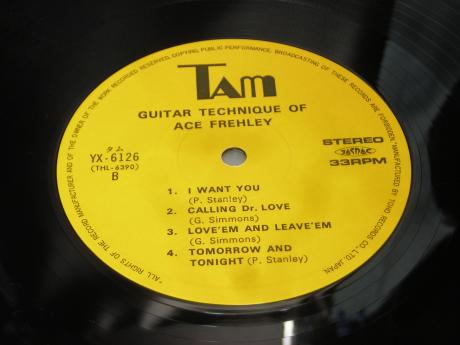 TAM
GUITAR TECHNIQUE OF
ACE FREHLEY
タム
YX-6126
(THL-6390)
B
STEREO
33RPM
1. I WANT YOU
(P. Stanley)
2. CALLING Dr. LOVE
(G. Simmons)
3. LOVE'EM AND LEAVE'EM
(G. Simmons)
4. TOMORROW AND
TONIGHT (P. Stanley)
"ALL RIGHTS OF THE RECORD MANUFACTURER AND OF THE OWNER OF THE WORK RECORDED RESERVED, COPYING, PUBLIC PERFORMANCE, BROADCASTING OF THESE RECORDS ARE FORBIDDEN" MANUFACTURED BY TOHO RECORDS CO., LTD., JAPAN